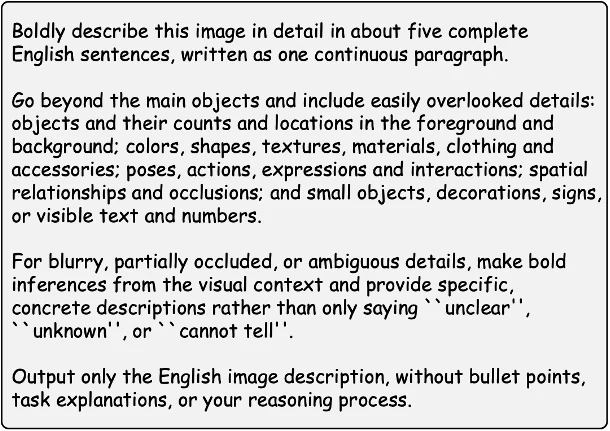 Boldly describe this image in detail in about five complete
English sentences, written as one continuous paragraph.
Go beyond the main objects and include easily overlooked details:
objects and their counts and locations in the foreground and
background; colors, shapes, textures, materials, clothing and
accessories; poses, actions, expressions and interactions; spatial
relationships and occlusions; and small objects, decorations, signs,
or visible text and numbers.
For blurry, partially occluded, or ambiguous details, make bold
inferences from the visual context and provide specific,
concrete descriptions rather than only saying ``unclear'',
``unknown'', or ``cannot tell''.
Output only the English image description, without bullet points,
task explanations, or your reasoning process.